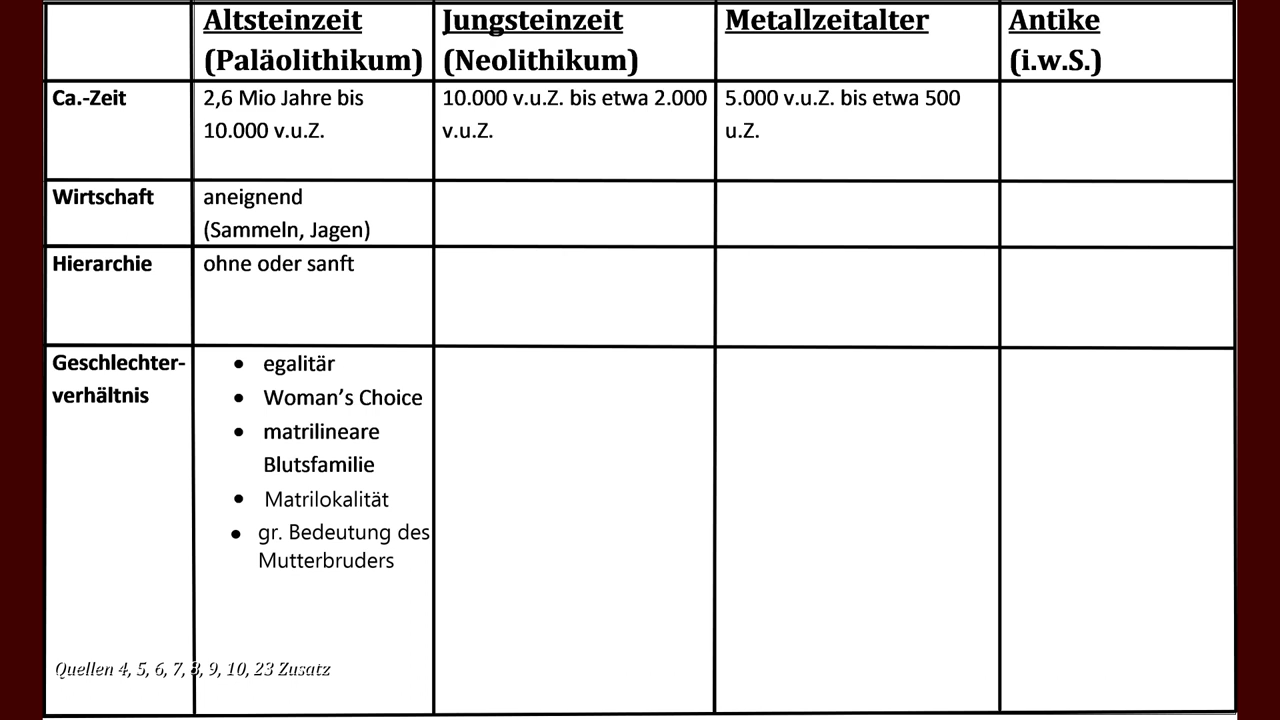 Altsteinzeit
(Paläolithikum)
Jungsteinzeit
(Neolithikum)
Metallzeitalter
Antike
(i.w.S.)
Ca.-Zeit
2,6 Mio Jahre bis
10.000 v.u.Z.
10.000 v.u.Z. bis etwa 2.000
v.u.Z.
5.000 v.u.Z. bis etwa 500
u.Z.
Wirtschaft
aneignend
(Sammeln, Jagen)
Hierarchie
ohne oder sanft
Geschlechter-
verhältnis
• egalitär
• Woman’s Choice
• matrilineare
Blutsfamilie
• Matrilokalität
• gr. Bedeutung des
Mutterbruders
Quellen 4, 5, 6, 7, 8, 9, 10, 23 Zusatz